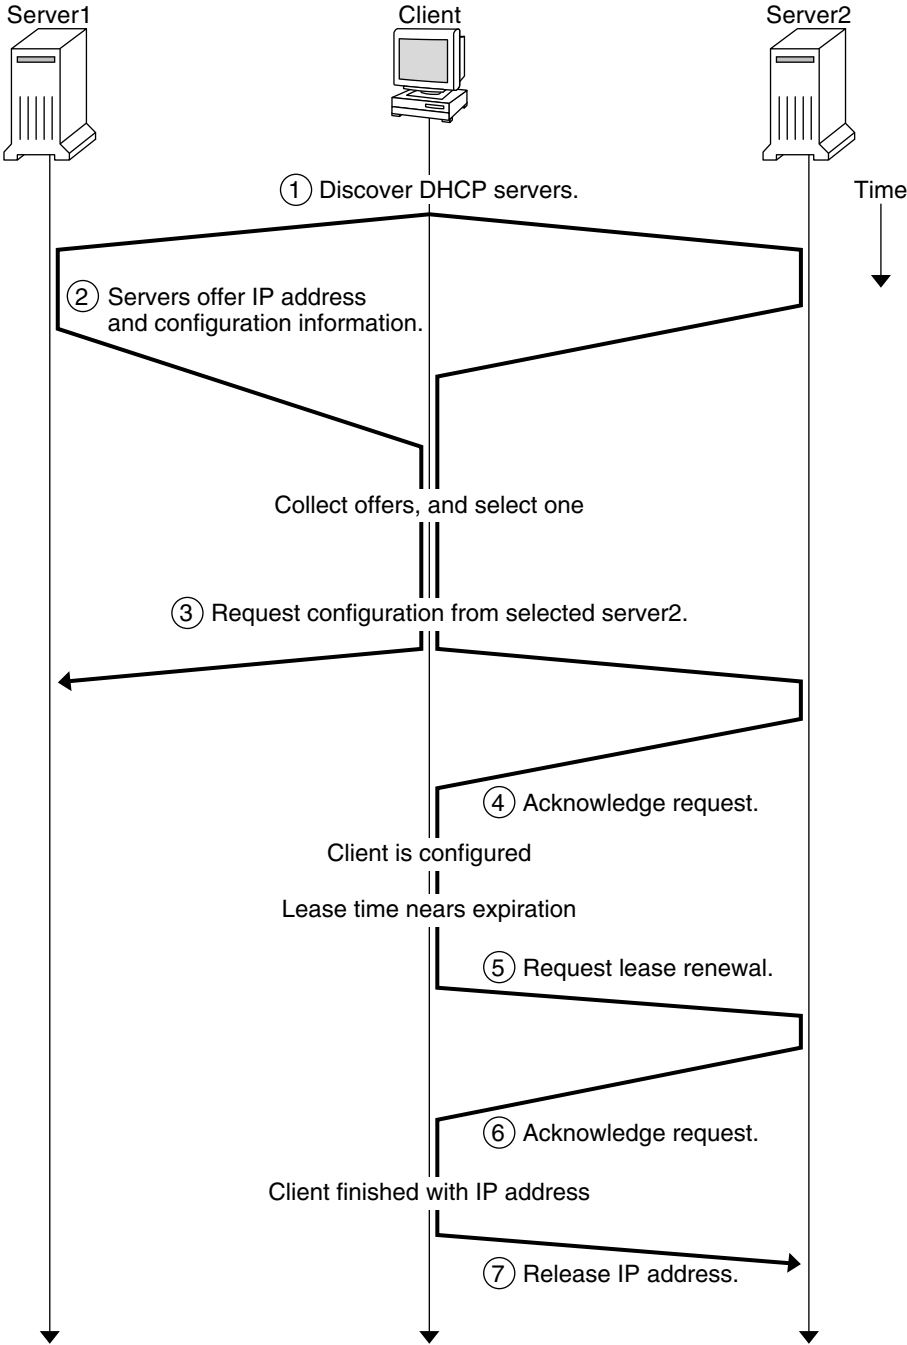 Server1
Client
Server2
1 Discover DHCP servers.
Time
2 Servers offer IP address
and configuration information.
Collect offers, and select one
3 Request configuration from selected server2.
4 Acknowledge request.
Client is configured
Lease time nears expiration
5 Request lease renewal.
6 Acknowledge request.
Client finished with IP address
7 Release IP address.